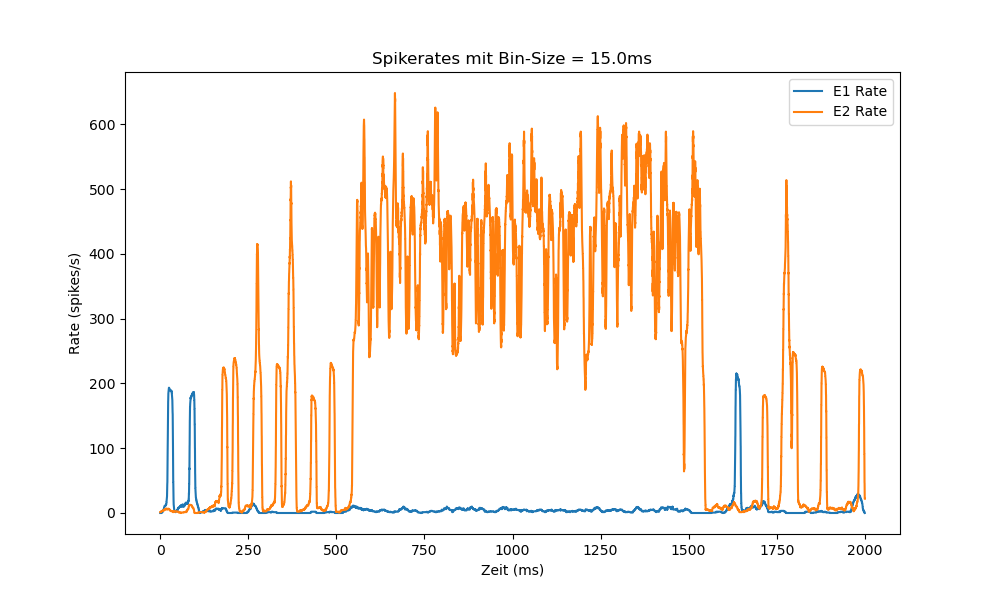 Spikerates mit Bin-Size = 15.0ms
E1 Rate
E2 Rate
600
500
400
300
200
100
0
Rate (spikes/s)
0 250 500 750 1000 1250 1500 1750 2000
Zeit (ms)